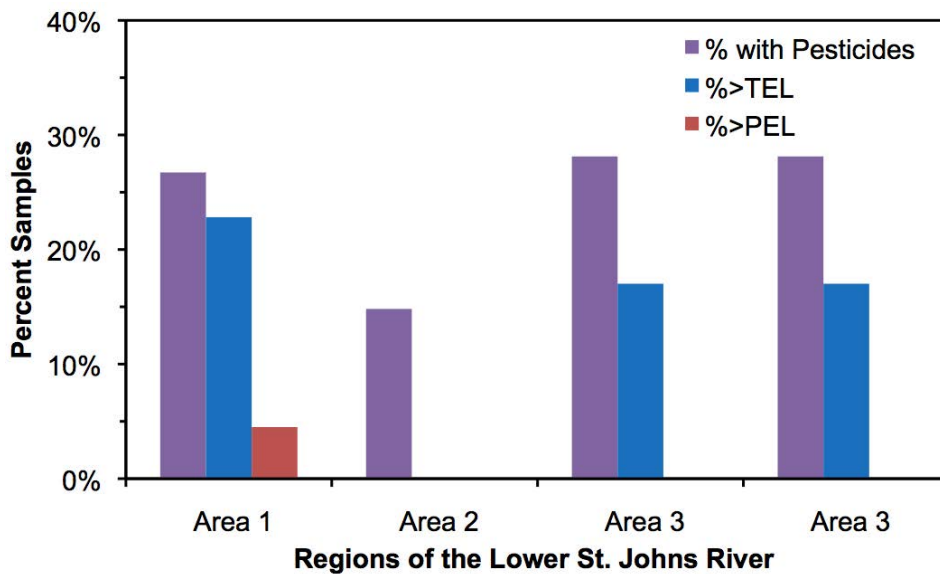 40%
% with Pesticides
%>TEL
%>PEL
30%
20%
10%
0%
Percent Samples
Area 1 Area 2 Area 3 Area 3
Regions of the Lower St. Johns River